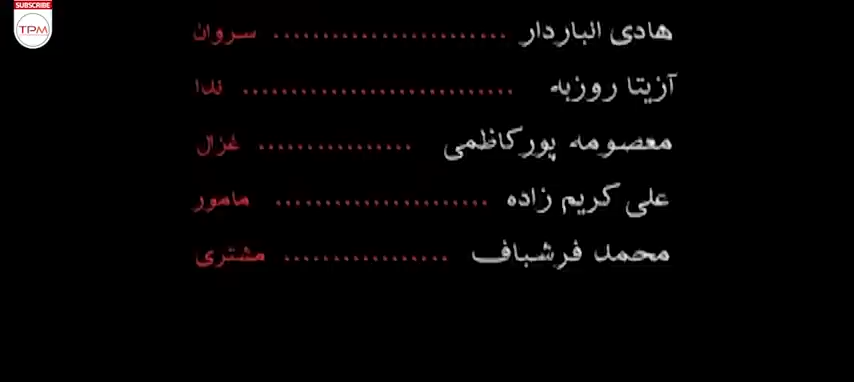 SUBSCRIBE
TPM
هادی الباردار ........................ سروان
آزیتا روزبه ............................ ندا
معصومه پورکاظمی ................ غزال
علی کریم زاده ...................... مامور
محمد فرشباف ................. مشتری